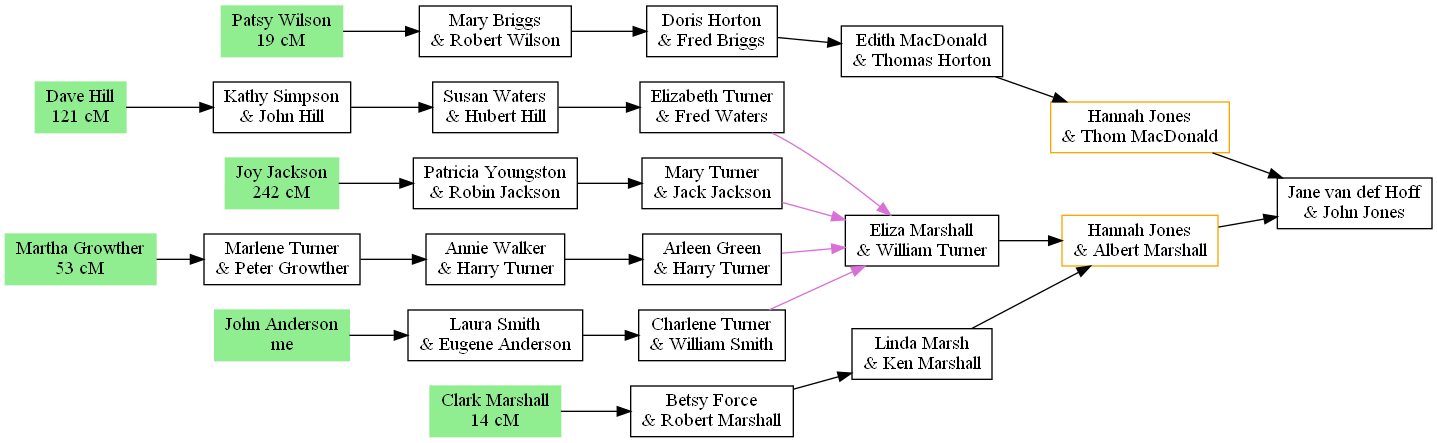 Patsy Wilson
19 cM
Mary Briggs
& Robert Wilson
Doris Horton
& Fred Briggs
Edith MacDonald
& Thomas Horton
Dave Hill
121 cM
Kathy Simpson
& John Hill
Susan Waters
& Hubert Hill
Elizabeth Turner
& Fred Waters
Hannah Jones
& Thom MacDonald
Joy Jackson
242 cM
Patricia Youngston
& Robin Jackson
Mary Turner
& Jack Jackson
Jane van def Hoff
& John Jones
Eliza Marshall
& William Turner
Hannah Jones
& Albert Marshall
Martha Growther
53 cM
Marlene Turner
& Peter Growther
Annie Walker
& Harry Turner
Arleen Green
& Harry Turner
John Anderson
me
Laura Smith
& Eugene Anderson
Charlene Turner
& William Smith
Linda Marsh
& Ken Marshall
Clark Marshall
14 cM
Betsy Force
& Robert Marshall